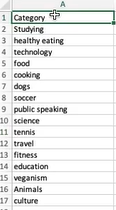 A
1 Category
2 Studying
3 healthy eating
4 technology
5 food
6 cooking
7 dogs
8 soccer
9 public speaking
10 science
11 tennis
12 travel
13 fitness
14 education
15 veganism
16 Animals
17 culture